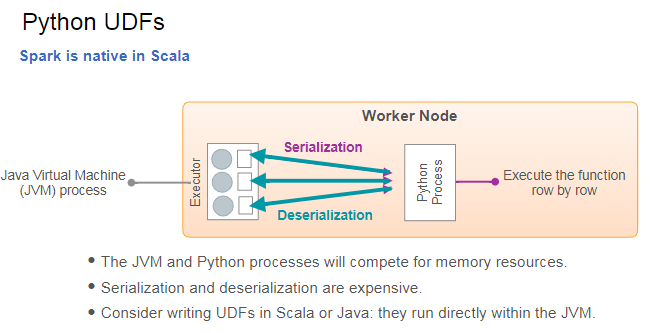 Python UDFs
Spark is native in Scala
Worker Node
Java Virtual Machine
(JVM) process
Executor
Serialization
Deserialization
Python
Process
Execute the function
row by row
• The JVM and Python processes will compete for memory resources.
• Serialization and deserialization are expensive.
• Consider writing UDFs in Scala or Java: they run directly within the JVM.